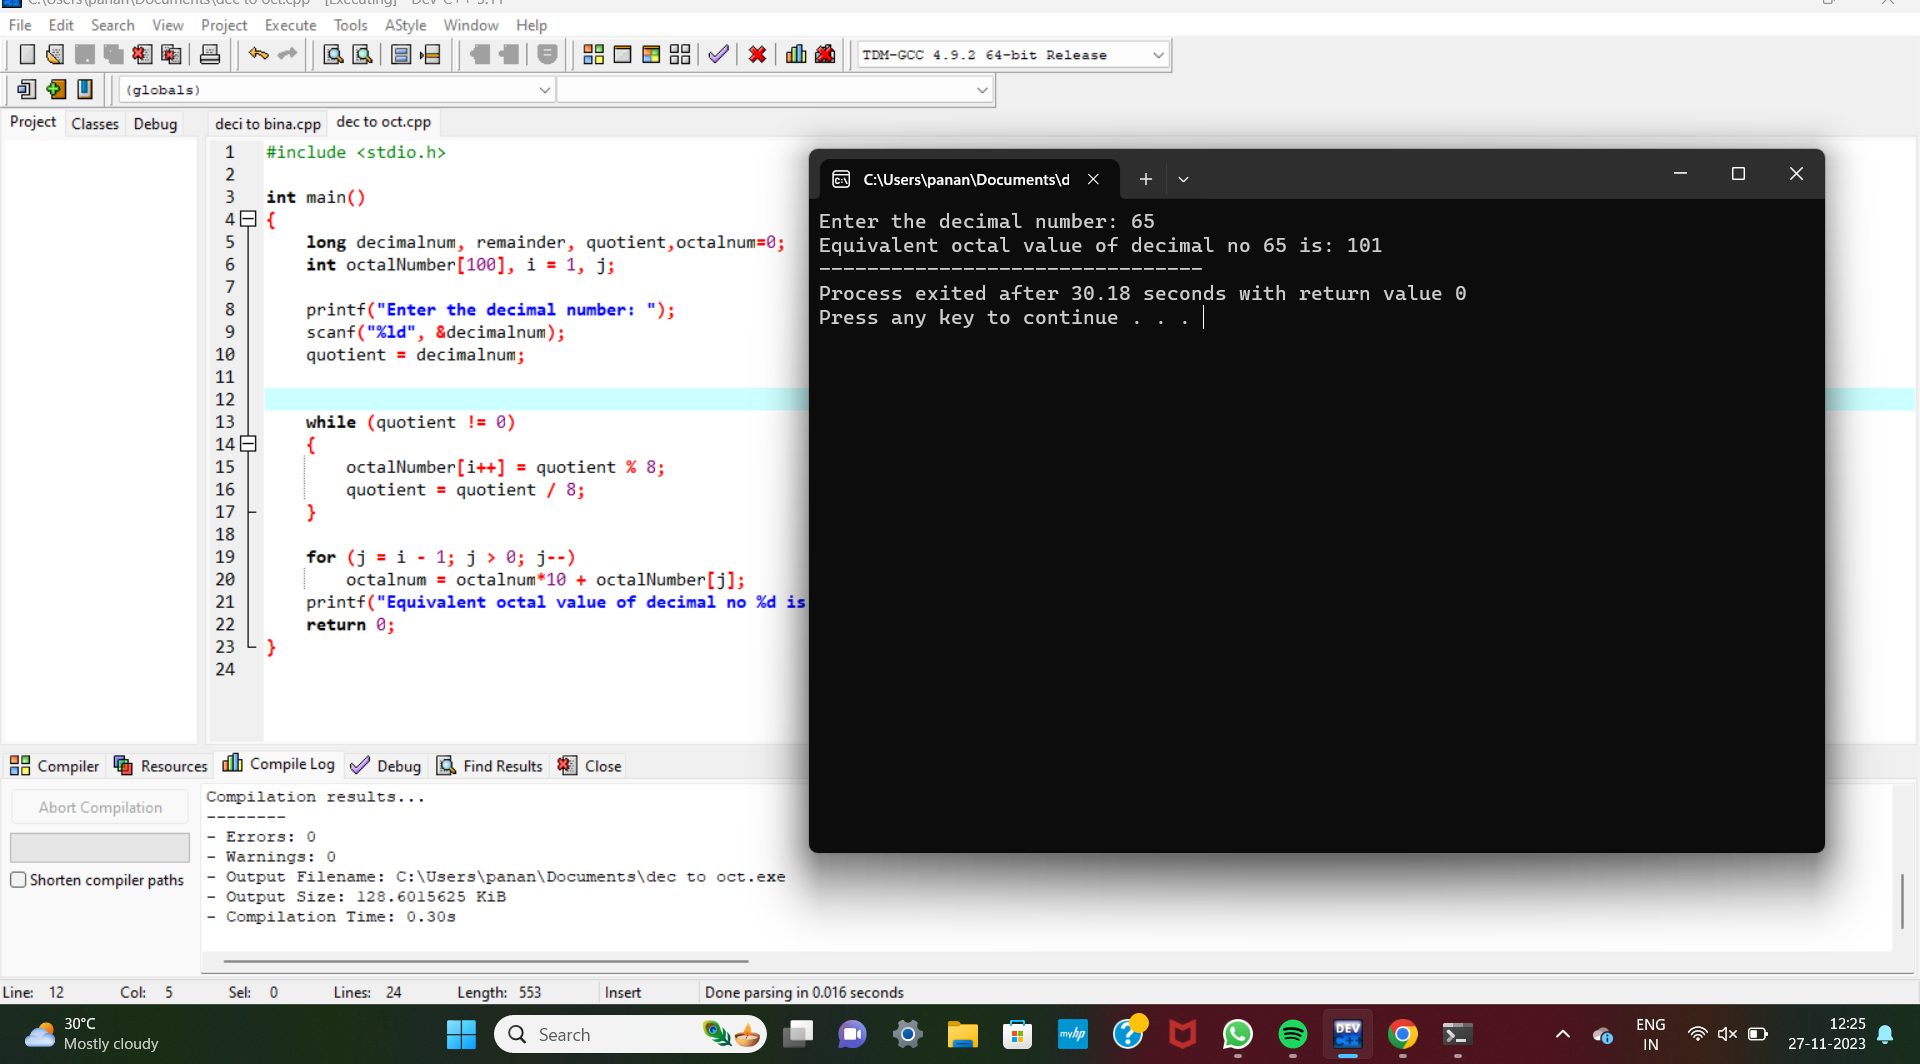 File Edit Search View Project Execute Tools AStyle Window Help
TDM-GCC 4.9.2 64-bit Release
(globals)
Project Classes Debug
deci to bina.cpp dec to oct.cpp
1 #include <stdio.h>
2
3 int main()
4 {
5 long decimalnum, remainder, quotient,octalnum=0;
6 int octalNumber[100], i = 1, j;
7
8 printf("Enter the decimal number: ");
9 scanf("%ld", &decimalnum);
10 quotient = decimalnum;
11
12
13 while (quotient != 0)
14 {
15 octalNumber[i++] = quotient % 8;
16 quotient = quotient / 8;
17 }
18
19 for (j = i - 1; j > 0; j--)
20 octalnum = octalnum*10 + octalNumber[j];
21 printf("Equivalent octal value of decimal no %d is
22 return 0;
23 }
24
C:\Users\panan\Documents\d
Enter the decimal number: 65
Equivalent octal value of decimal no 65 is: 101
--------------------------------
Process exited after 30.18 seconds with return value 0
Press any key to continue . . .
Compiler Resources Compile Log Debug Find Results Close
Abort Compilation
Shorten compiler paths
Compilation results...
--------
- Errors: 0
- Warnings: 0
- Output Filename: C:\Users\panan\Documents\dec to oct.exe
- Output Size: 128.6015625 KiB
- Compilation Time: 0.30s
Line: 12 Col: 5 Sel: 0 Lines: 24 Length: 553 Insert Done parsing in 0.016 seconds
30°C
Mostly cloudy
Search
myhp
DEV
C++
ENG
IN
12:25
27-11-2023